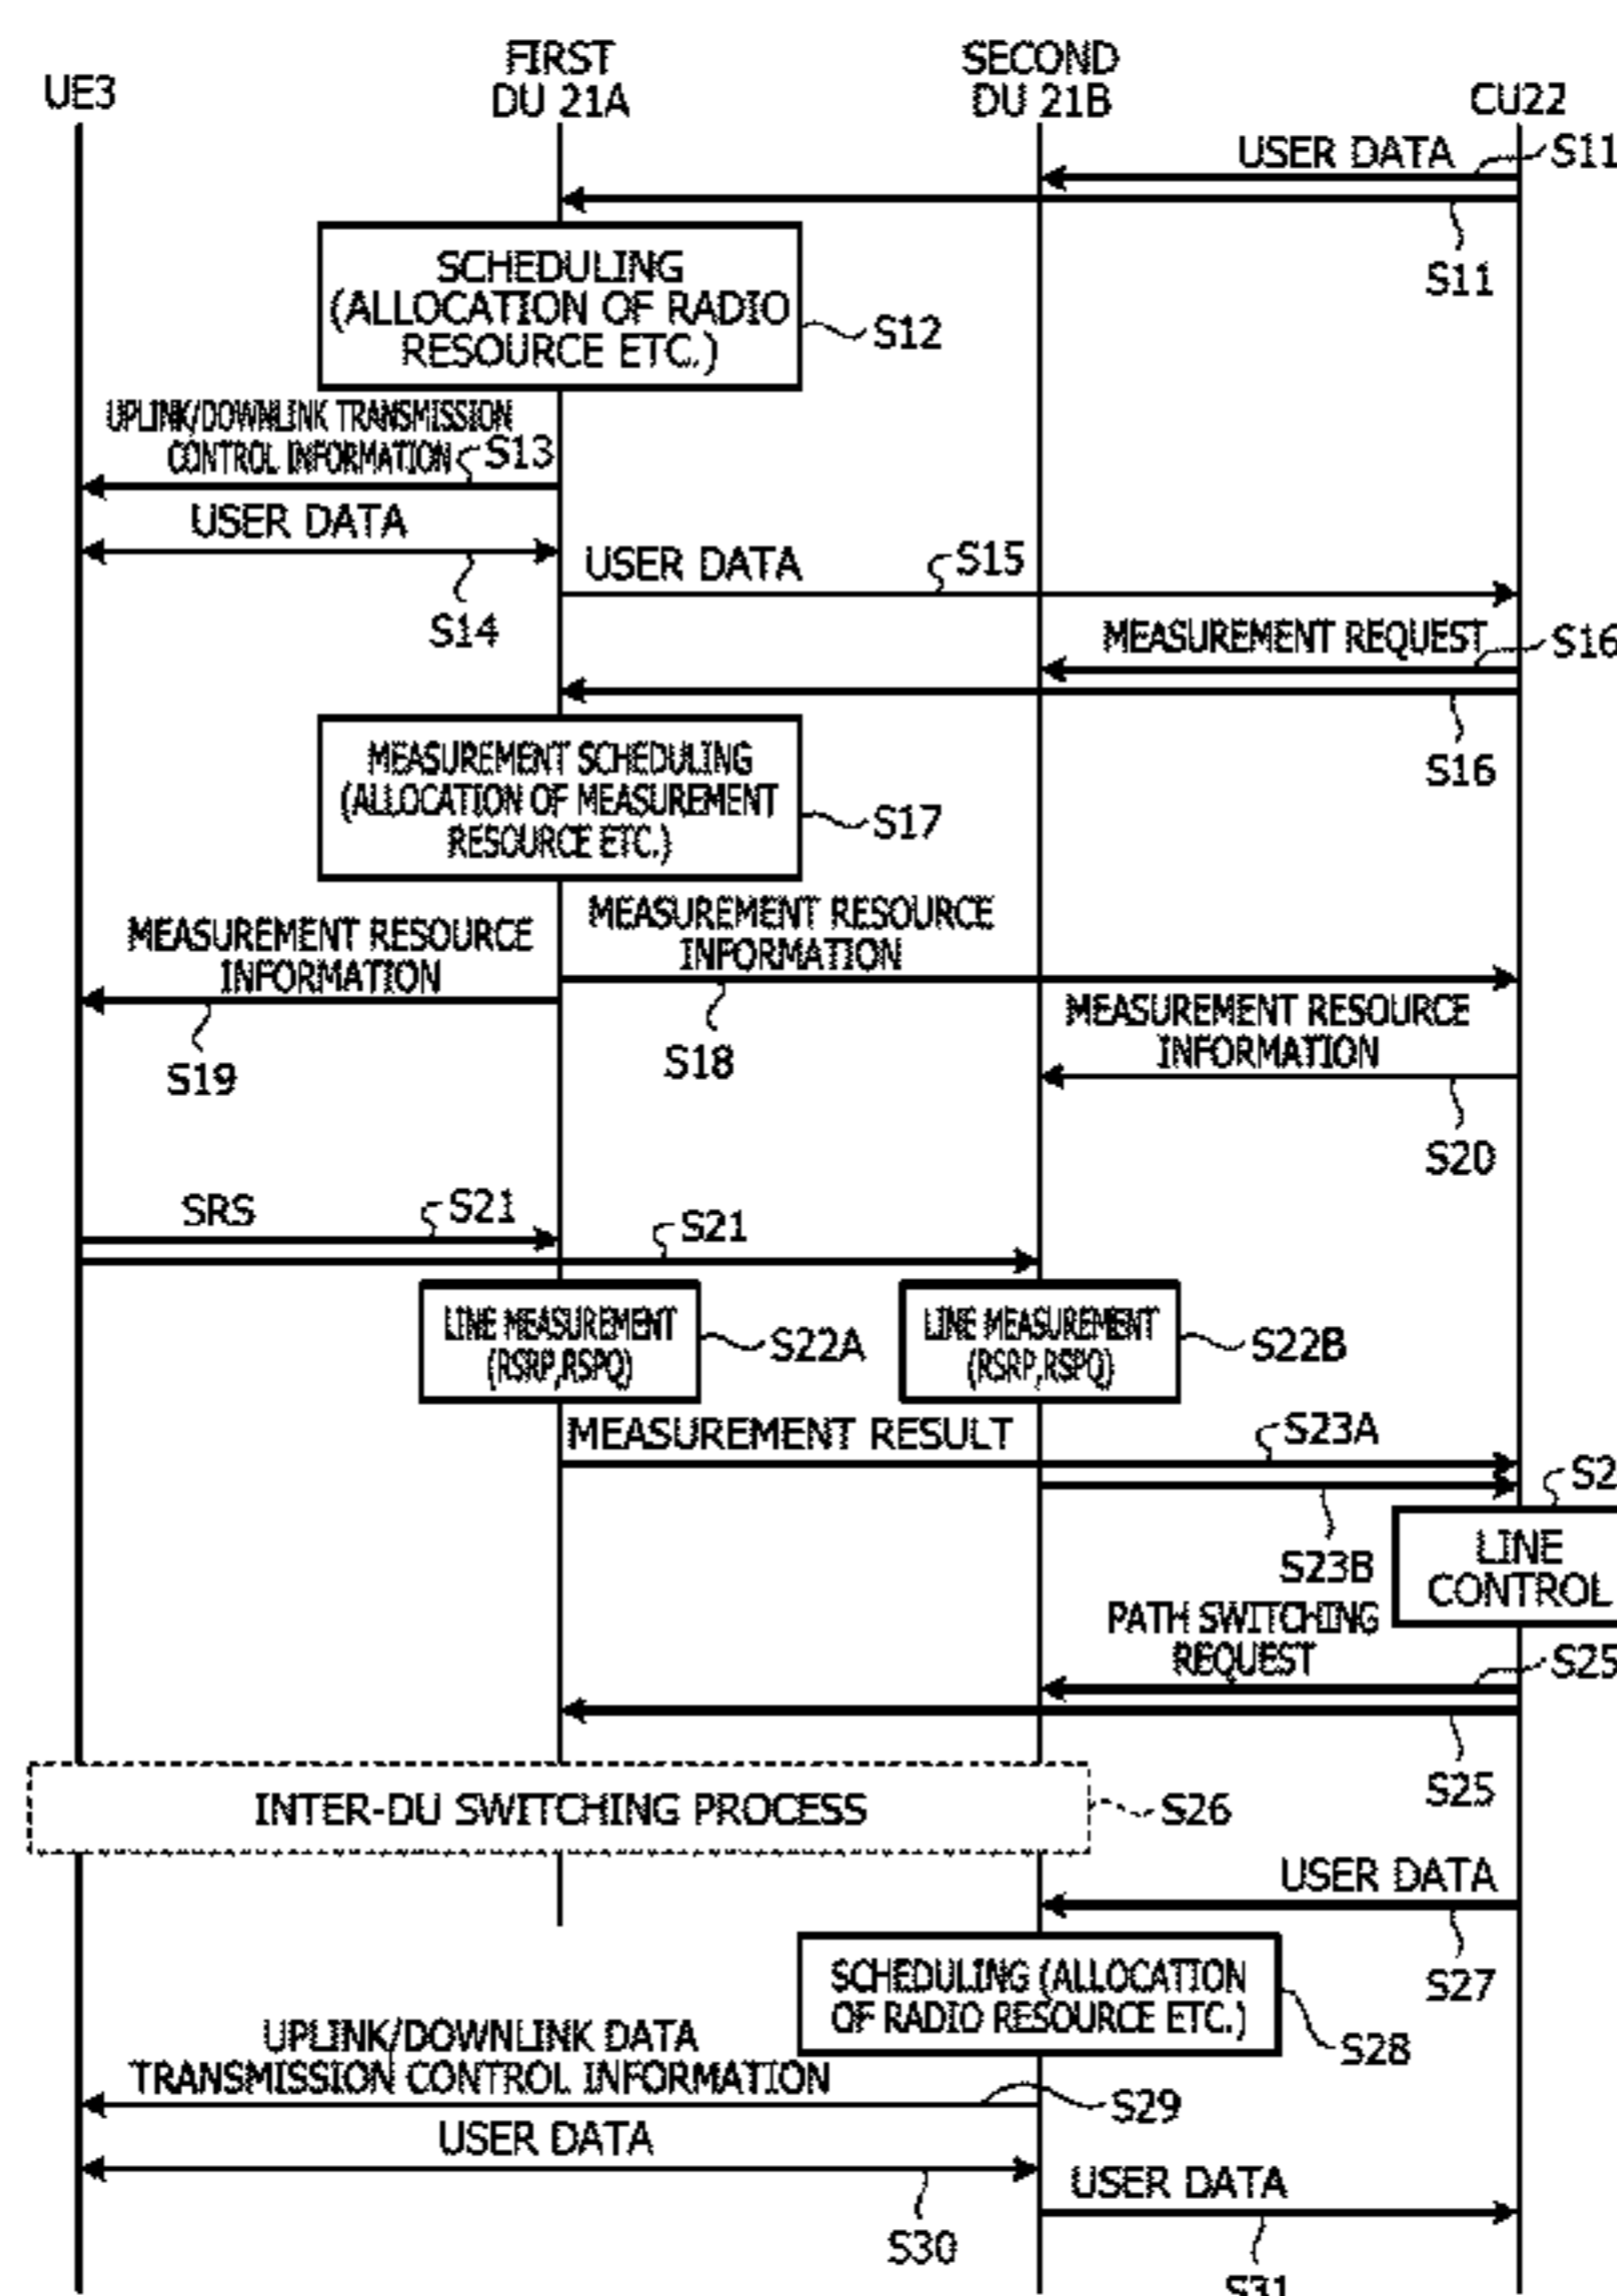 UE3
FIRST
DU 21A
SECOND
DU 21B
CU22
USER DATA
S11
S11
SCHEDULING
(ALLOCATION OF RADIO
RESOURCE ETC.)
S12
UPLINK/DOWNLINK TRANSMISSION
CONTROL INFORMATION
S13
USER DATA
S14
USER DATA
S15
MEASUREMENT REQUEST
S16
S16
MEASUREMENT SCHEDULING
(ALLOCATION OF MEASUREMENT
RESOURCE ETC.)
S17
MEASUREMENT RESOURCE
INFORMATION
S18
MEASUREMENT RESOURCE
INFORMATION
S19
MEASUREMENT RESOURCE
INFORMATION
S20
SRS
S21
S21
LINE MEASUREMENT
(RSRP,RSPQ)
S22A
LINE MEASUREMENT
(RSRP,RSPQ)
S22B
MEASUREMENT RESULT
S23A
S23B
S2
LINE
CONTROL
PATH SWITCHING
REQUEST
S25
S25
INTER-DU SWITCHING PROCESS
S26
USER DATA
S27
SCHEDULING (ALLOCATION
OF RADIO RESOURCE ETC.)
S28
UPLINK/DOWNLINK DATA
TRANSMISSION CONTROL INFORMATION
S29
USER DATA
S30
USER DATA
S31